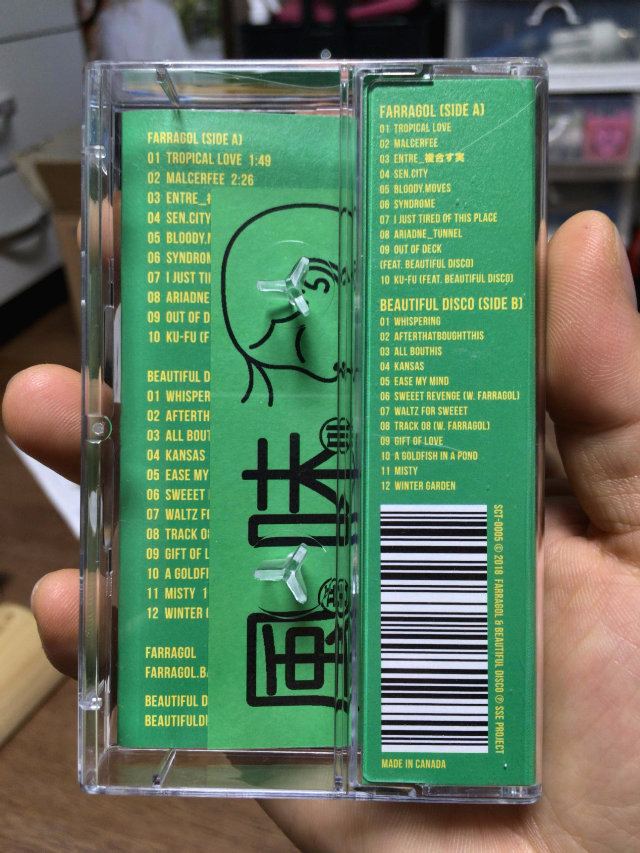 FARRAGOL (SIDE A)
01 TROPICAL LOVE 1:49
02 MALCERFEE 2:26
03 ENTRE_
04 SEN.CITY
05 BLOODY.
06 SYNDROM
07 I JUST
08 ARIADNE
09 OUT OF
10 KU-FU
BEAUTIFUL D
01 WHISPER
02 AFTERTH
03 ALL BOUT
04 KANSAS
05 EASE MY
06 SWEEET
07 WALTZ
08 TRACK
09 GIFT OF
10 A GOLDFI
11 MISTY
12 WINTER
FARRAGOL
FARRAGOL.BA
BEAUTIFUL D
BEAUTIFULDI
風味
FARRAGOL (SIDE A)
01 TROPICAL LOVE
02 MALCERFEE
03 ENTRE_複合す実
04 SEN.CITY
05 BLOODY.MOVES
06 SYNDROME
07 I JUST TIRED OF THIS PLACE
08 ARIADNE_TUNNEL
09 OUT OF DECK
(FEAT. BEAUTIFUL DISCO)
10 KU-FU (FEAT. BEAUTIFUL DISCO)
BEAUTIFUL DISCO (SIDE B)
01 WHISPERING
02 AFTERTHATBOUGHTTHIS
03 ALL BOUTHIS
04 KANSAS
05 EASE MY MIND
06 SWEEET REVENGE (W. FARRAGOL)
07 WALTZ FOR SWEEET
08 TRACK 08 (W. FARRAGOL)
09 GIFT OF LOVE
10 A GOLDFISH IN A POND
11 MISTY
12 WINTER GARDEN
SCT-0005 © 2018 FARRAGOL & BEAUTIFUL DISCO ℗ SSE PROJECT
MADE IN CANADA